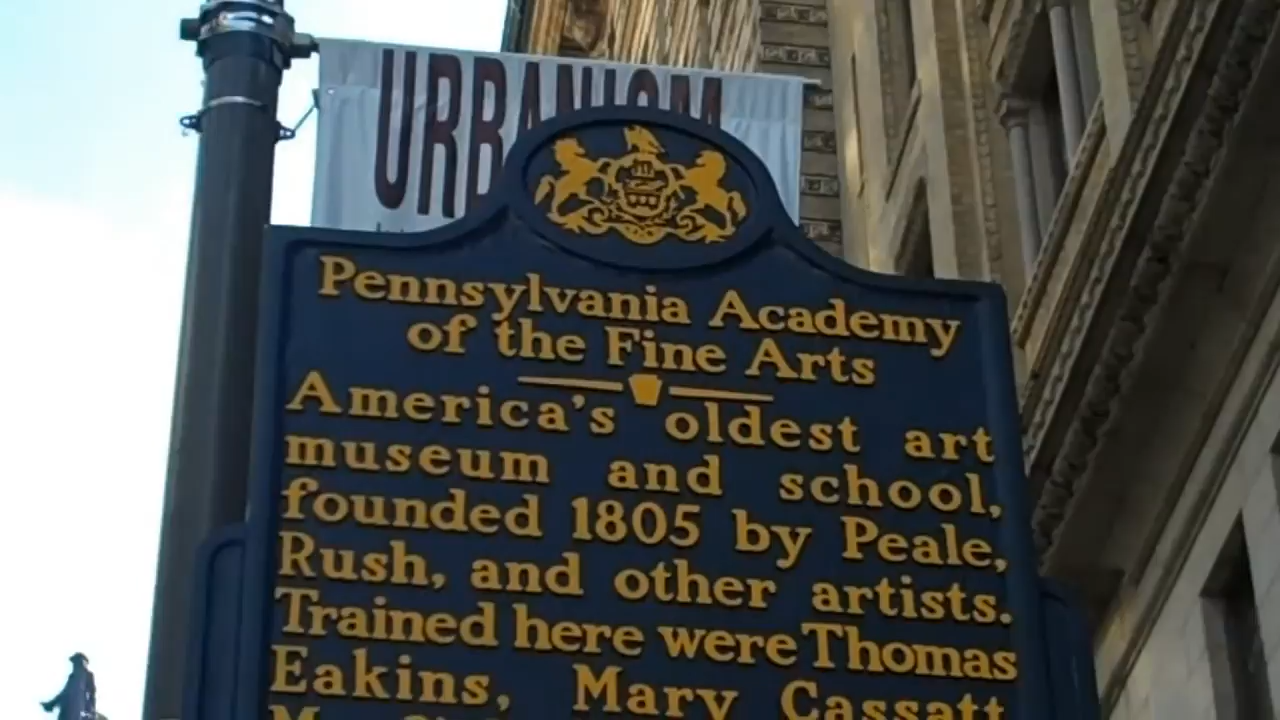 URBANISM
Pennsylvania Academy
of the Fine Arts
America's oldest art
museum and school,
founded 1805 by Peale,
Rush, and other artists.
Trained here were Thomas
Eakins, Mary Cassatt